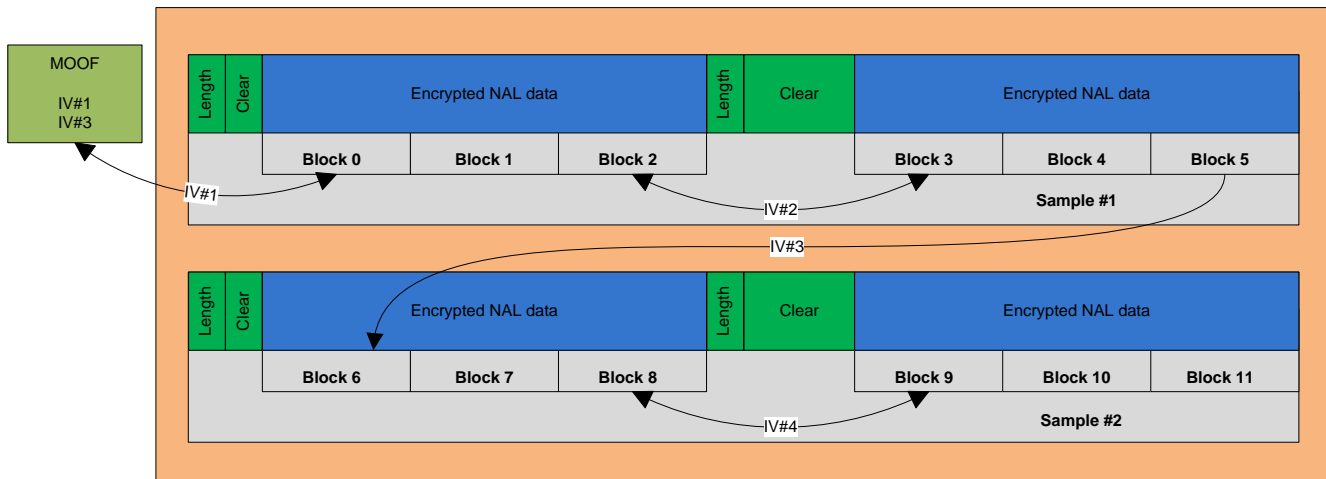 MOOF
IV#1
IV#3
Length
Clear
Encrypted NAL data
Length
Clear
Encrypted NAL data
Block 0
Block 1
Block 2
Block 3
Block 4
Block 5
IV#1
IV#2
Sample #1
IV#3
Length
Clear
Encrypted NAL data
Length
Clear
Encrypted NAL data
Block 6
Block 7
Block 8
Block 9
Block 10
Block 11
IV#4
Sample #2